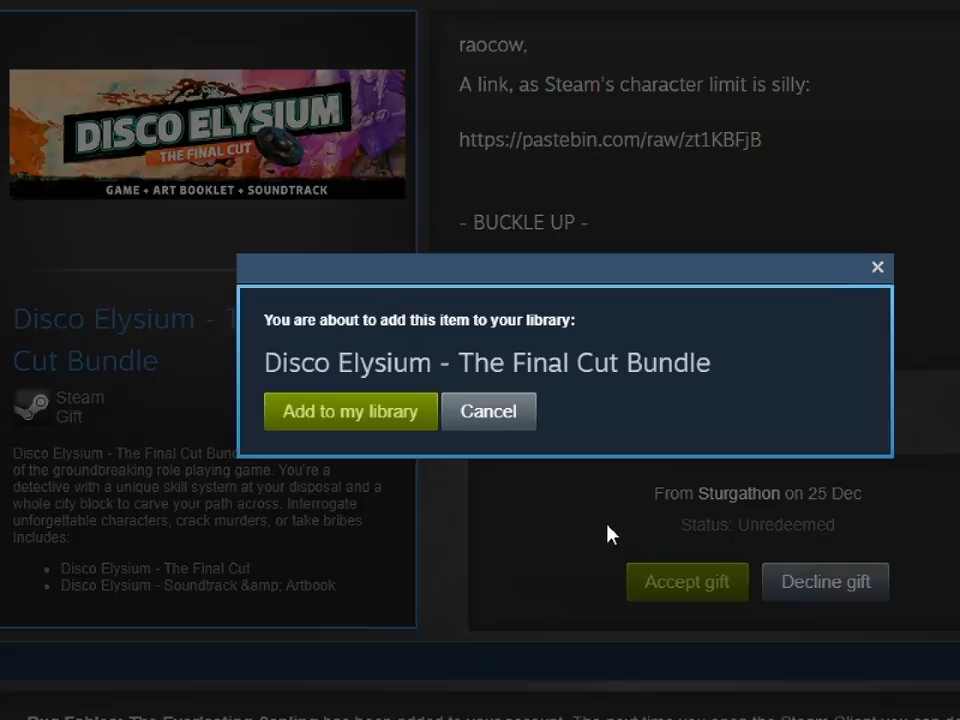 DISCO ELYSIUM
THE FINAL CUT
GAME + ART BOOKLET + SOUNDTRACK
Disco Elysium -
Cut Bundle
Steam
Gift
Disco Elysium - The Final Cut
of the groundbreaking role playing game. You're a
detective with a unique skill system at your disposal and a
whole city block to carve your path across. Interrogate
unforgettable characters, crack murders, or take bribes
Includes:
Disco Elysium - The Final Cut
Disco Elysium - Soundtrack &amp; Artbook
raocow,
A link, as Steam's character limit is silly:
https://pastebin.com/raw/zt1KBFjB
- BUCKLE UP -
You are about to add this item to your library:
Disco Elysium - The Final Cut Bundle
Add to my library
Cancel
From Sturgathon on 25 Dec
Status: Unredeemed
Accept gift
Decline gift